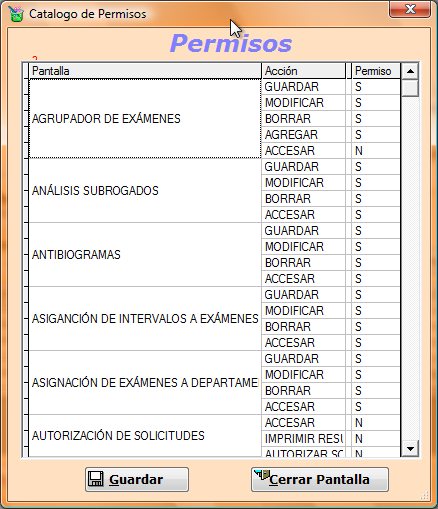 Catalogo de Permisos
Permisos
2
Pantalla Acción Permiso
AGRUPADOR DE EXÁMENES
GUARDAR S
MODIFICAR S
BORRAR S
AGREGAR S
ACCESAR N
ANÁLISIS SUBROGADOS
GUARDAR S
MODIFICAR S
BORRAR S
ACCESAR S
ANTIBIOGRAMAS
GUARDAR S
MODIFICAR S
BORRAR S
ACCESAR S
ASIGANCIÓN DE INTERVALOS A EXÁMENES
GUARDAR S
MODIFICAR S
BORRAR S
ACCESAR S
ASIGNACIÓN DE EXÁMENES A DEPARTAME
GUARDAR S
MODIFICAR S
BORRAR S
ACCESAR S
AUTORIZACIÓN DE SOLICITUDES
ACCESAR N
IMPRIMIR RESU N
AUTORIZAR SC N
Guardar Cerrar Pantalla